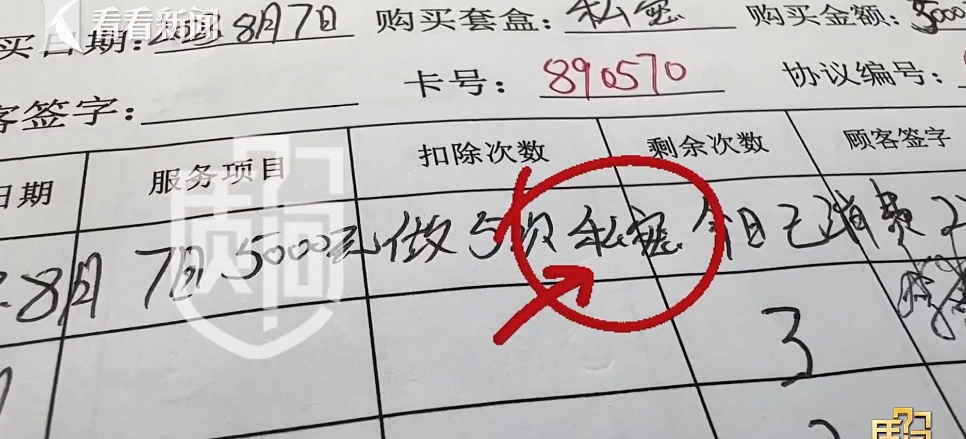 看看新闻
买日期:2023.8月7日 购买套盒:私密 购买金额:5000
卡号:890570 协议编号:
客签字:
日期 服务项目 扣除次数 剩余次数 顾客签字
8月7日 5000元做5次私密今日已消费2
3